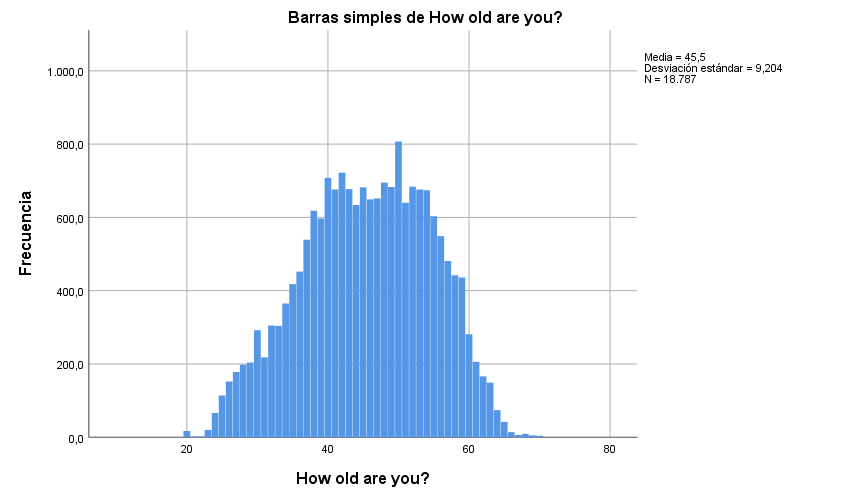 Barras simples de How old are you?
Media = 45,5
Desviación estándar = 9,204
N = 18.787
Frecuencia
1.000,0
800,0
600,0
400,0
200,0
0,0
20 40 60 80
How old are you?